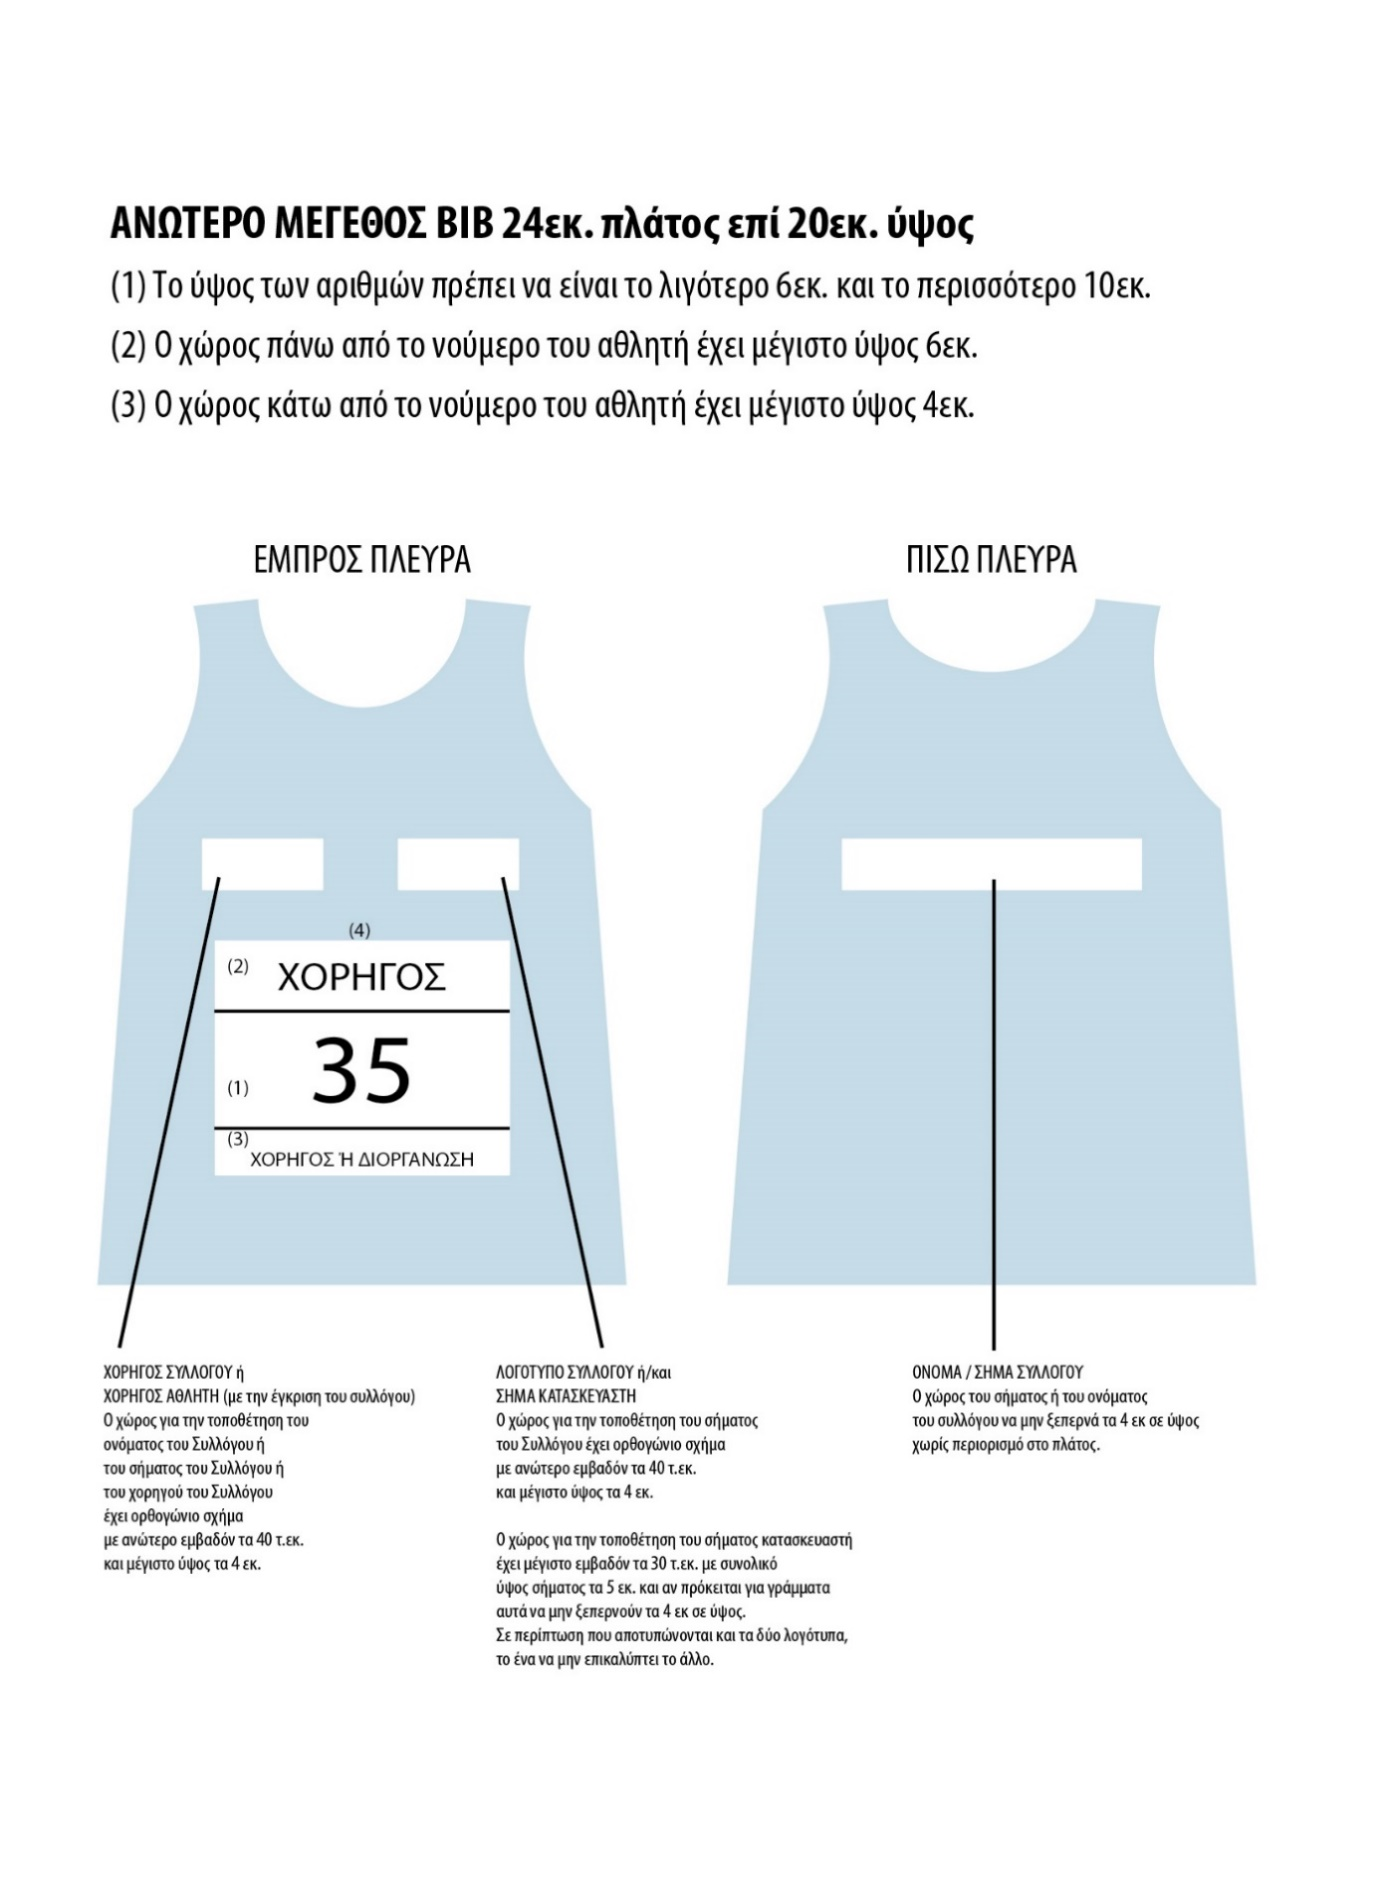 ΑΝΩΤΕΡΟ ΜΕΓΕΘΟΣ BIB 24εκ. πλάτος επί 20εκ. ύψος
(1) Το ύψος των αριθμών πρέπει να είναι το λιγότερο 6εκ. και το περισσότερο 10εκ.
(2) Ο χώρος πάνω από το νούμερο του αθλητή έχει μέγιστο ύψος 6εκ.
(3) Ο χώρος κάτω από το νούμερο του αθλητή έχει μέγιστο ύψος 4εκ.
ΕΜΠΡΟΣ ΠΛΕΥΡΑ
ΠΙΣΩ ΠΛΕΥΡΑ
(4)
(2) ΧΟΡΗΓΟΣ
35
(1)
(3)
ΧΟΡΗΓΟΣ Ή ΔΙΟΡΓΑΝΩΣΗ
ΧΟΡΗΓΟΣ ΣΥΛΛΟΓΟΥ ή
ΧΟΡΗΓΟΣ ΑΘΛΗΤΗ (με την έγκριση του συλλόγου)
Ο χώρος για την τοποθέτηση του
ονόματος του Συλλόγου ή
του σήματος του Συλλόγου ή
του χορηγού του Συλλόγου
έχει ορθογώνιο σχήμα
με ανώτερο εμβαδόν τα 40 τ.εκ.
και μέγιστο ύψος τα 4 εκ.
ΛΟΓΟΤΥΠΟ ΣΥΛΛΟΓΟΥ ή/και
ΣΗΜΑ ΚΑΤΑΣΚΕΥΑΣΤΗ
Ο χώρος για την τοποθέτηση του σήματος
του Συλλόγου έχει ορθογώνιο σχήμα
με ανώτερο εμβαδόν τα 40 τ.εκ.
και μέγιστο ύψος τα 4 εκ.
Ο χώρος για την τοποθέτηση του σήματος κατασκευαστή
έχει μέγιστο εμβαδόν τα 30 τ.εκ. με συνολικό
ύψος σήματος τα 5 εκ. και αν πρόκειται για γράμματα
αυτά να μην ξεπερνούν τα 4 εκ σε ύψος.
Σε περίπτωση που αποτυπώνονται και τα δύο λογότυπα,
το ένα να μην επικαλύπτει το άλλο.
ΟΝΟΜΑ / ΣΗΜΑ ΣΥΛΛΟΓΟΥ
Ο χώρος του σήματος ή του ονόματος
του συλλόγου να μην ξεπερνά τα 4 εκ σε ύψος
χωρίς περιορισμό στο πλάτος.